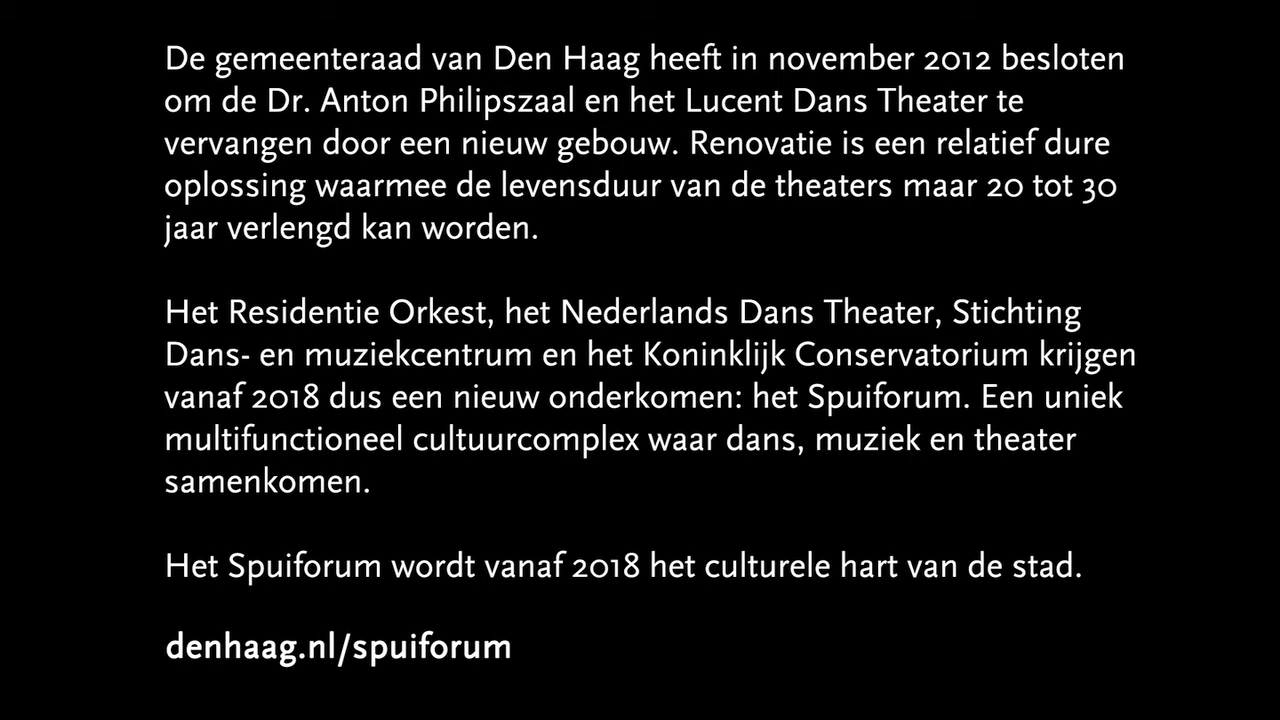 De gemeenteraad van Den Haag heeft in november 2012 besloten
om de Dr. Anton Philipszaal en het Lucent Dans Theater te
vervangen door een nieuw gebouw. Renovatie is een relatief dure
oplossing waarmee de levensduur van de theaters maar 20 tot 30
jaar verlengd kan worden.
Het Residentie Orkest, het Nederlands Dans Theater, Stichting
Dans- en muziekcentrum en het Koninklijk Conservatorium krijgen
vanaf 2018 dus een nieuw onderkomen: het Spuiforum. Een uniek
multifunctioneel cultuurcomplex waar dans, muziek en theater
samenkomen.
Het Spuiforum wordt vanaf 2018 het culturele hart van de stad.
denhaag.nl/spuiforum